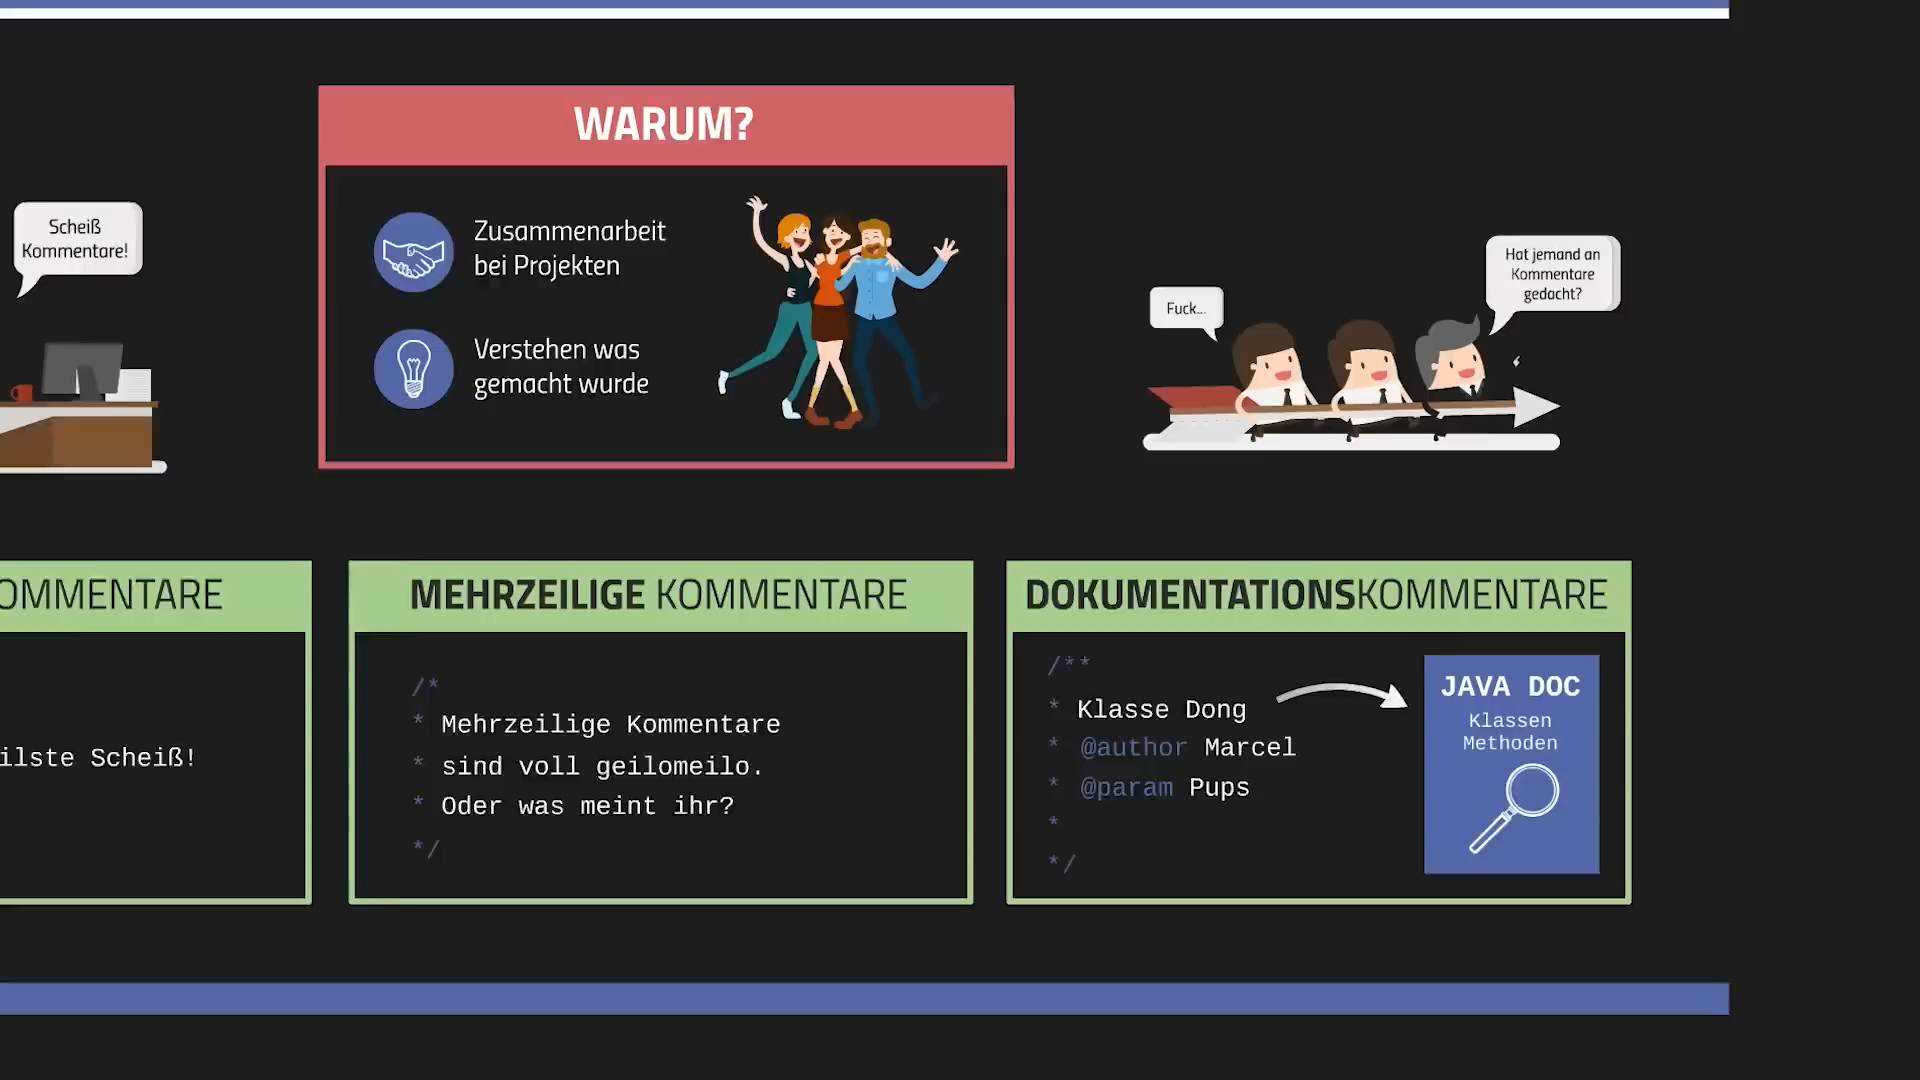 WARUM?
Scheiß
Kommentare!
Zusammenarbeit
bei Projekten
Verstehen was
gemacht wurde
Fuck...
Hat jemand an
Kommentare
gedacht?
OMMENTARE
ilste Scheiß!
MEHRZEILIGE KOMMENTARE
/*
* Mehrzeilige Kommentare
* sind voll geilomeilo.
* Oder was meint ihr?
*/
DOKUMENTATIONSKOMMENTARE
/**
* Klasse Dong
* @author Marcel
* @param Pups
*
*/
JAVA DOC
Klassen
Methoden